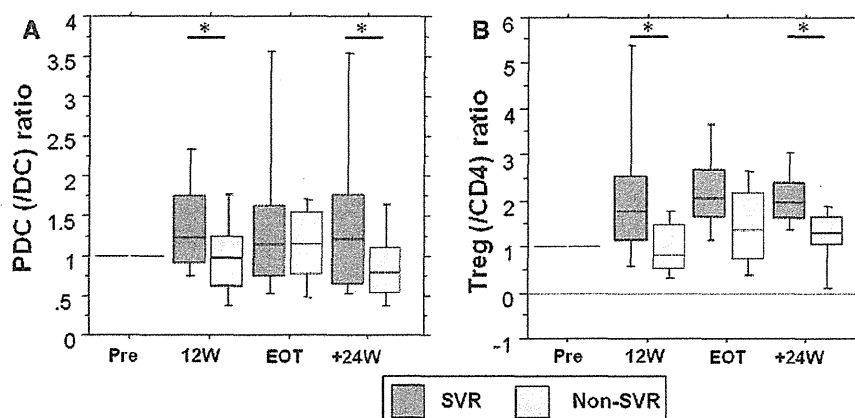 A
PDC (/DC) ratio
4
3.5
3
2.5
2
1.5
1
.5
0
*
*
Pre
12W
EOT
+24W
B
Treg (/CD4) ratio
6
5
4
3
2
1
0
-1
*
*
Pre
12W
EOT
+24W
SVR
Non-SVR